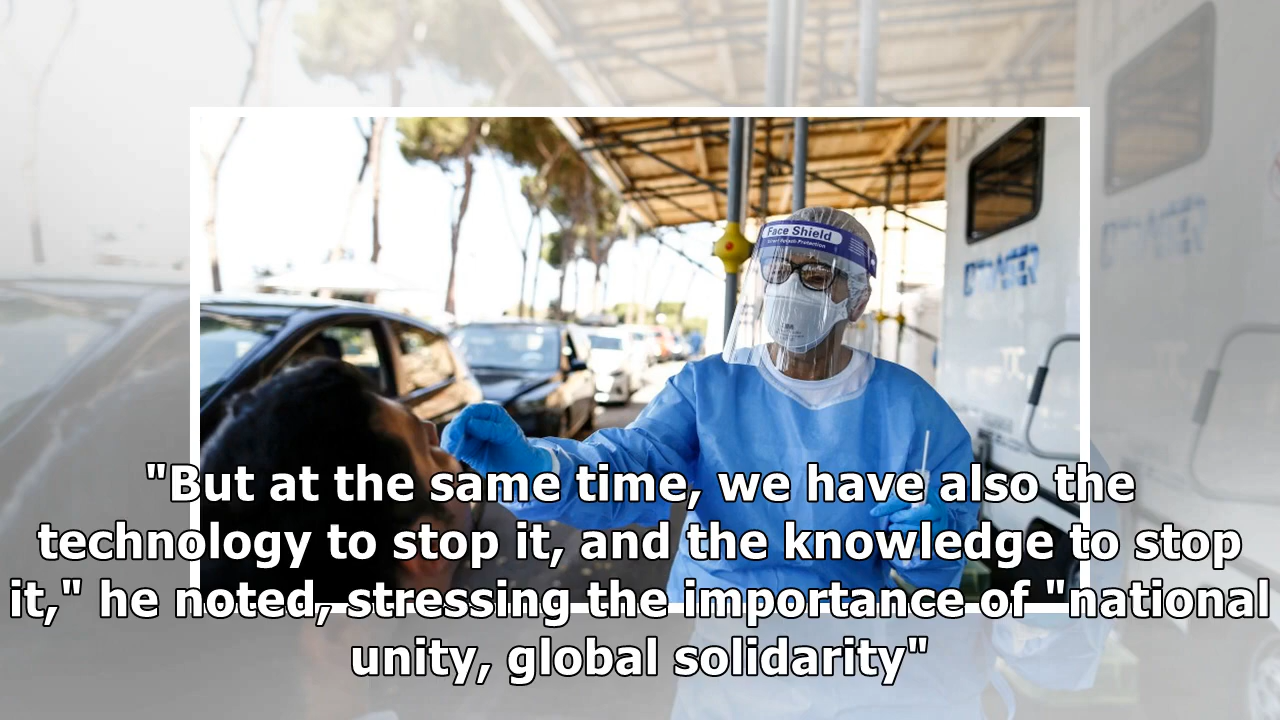 Face Shield
"But at the same time, we have also the
technology to stop it, and the knowledge to stop
it," he noted, stressing the importance of "national
unity, global solidarity"